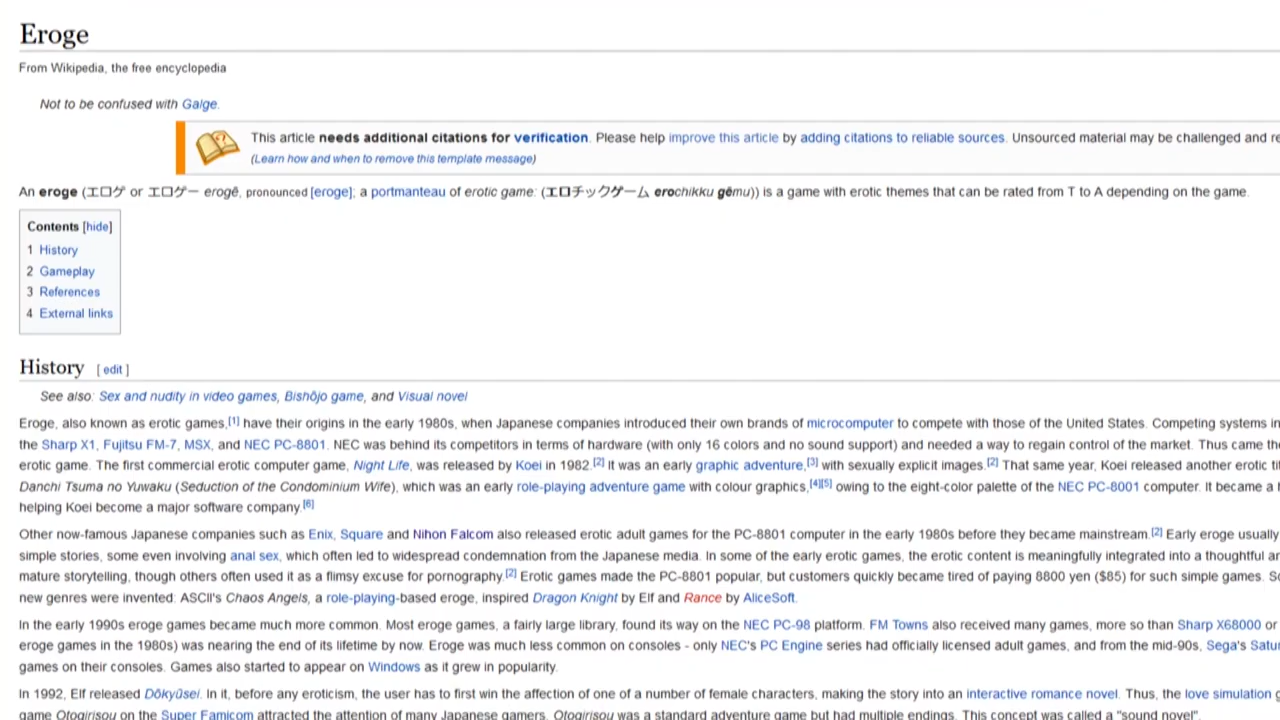 Eroge
From Wikipedia, the free encyclopedia
Not to be confused with Galge.
This article needs additional citations for verification. Please help improve this article by adding citations to reliable sources. Unsourced material may be challenged and
(Learn how and when to remove this template message)
An eroge (エロゲ or エロゲー erogē, pronounced [eroge]; a portmanteau of erotic game: (エロチックゲーム erochikku gēmu)) is a game with erotic themes that can be rated from T to A depending on the game.
Contents [hide]
1 History
2 Gameplay
3 References
4 External links
History [ edit ]
See also: Sex and nudity in video games, Bishōjo game, and Visual novel
Eroge, also known as erotic games,[1] have their origins in the early 1980s, when Japanese companies introduced their own brands of microcomputer to compete with those of the United States. Competing systems
the Sharp X1, Fujitsu FM-7, MSX, and NEC PC-8801. NEC was behind its competitors in terms of hardware (with only 16 colors and no sound support) and needed a way to regain control of the market. Thus came
erotic game. The first commercial erotic computer game, Night Life, was released by Koei in 1982.[2] It was an early graphic adventure,[3] with sexually explicit images.[2] That same year, Koei released another erotic
Danchi Tsuma no Yuwaku (Seduction of the Condominium Wife), which was an early role-playing adventure game with colour graphics,[4][5] owing to the eight-color palette of the NEC PC-8001 computer. It became a
helping Koei become a major software company.[6]
Other now-famous Japanese companies such as Enix, Square and Nihon Falcom also released erotic adult games for the PC-8801 computer in the early 1980s before they became mainstream.[2] Early eroge usually
simple stories, some even involving anal sex, which often led to widespread condemnation from the Japanese media. In some of the early erotic games, the erotic content is meaningfully integrated into a thoughtful
mature storytelling, though others often used it as a flimsy excuse for pornography.[2] Erotic games made the PC-8801 popular, but customers quickly became tired of paying 8800 yen ($85) for such simple games.
new genres were invented: ASCII's Chaos Angels, a role-playing-based eroge, inspired Dragon Knight by Elf and Rance by AliceSoft.
In the early 1990s eroge games became much more common. Most eroge games, a fairly large library, found its way on the NEC PC-98 platform. FM Towns also received many games, more so than Sharp X68000 or
eroge games in the 1980s) was nearing the end of its lifetime by now. Eroge was much less common on consoles - only NEC's PC Engine series had officially licensed adult games, and from the mid-90s, Sega's
games on their consoles. Games also started to appear on Windows as it grew in popularity.
In 1992, Elf released Dōkyūsei. In it, before any eroticism, the user has to first win the affection of one of a number of female characters, making the story into an interactive romance novel. Thus, the love simulation
game Otogirisou on the Super Famicom attracted the attention of many Japanese gamers. Otogirisou was a standard adventure game but had multiple endings. This concept was called a "sound novel".